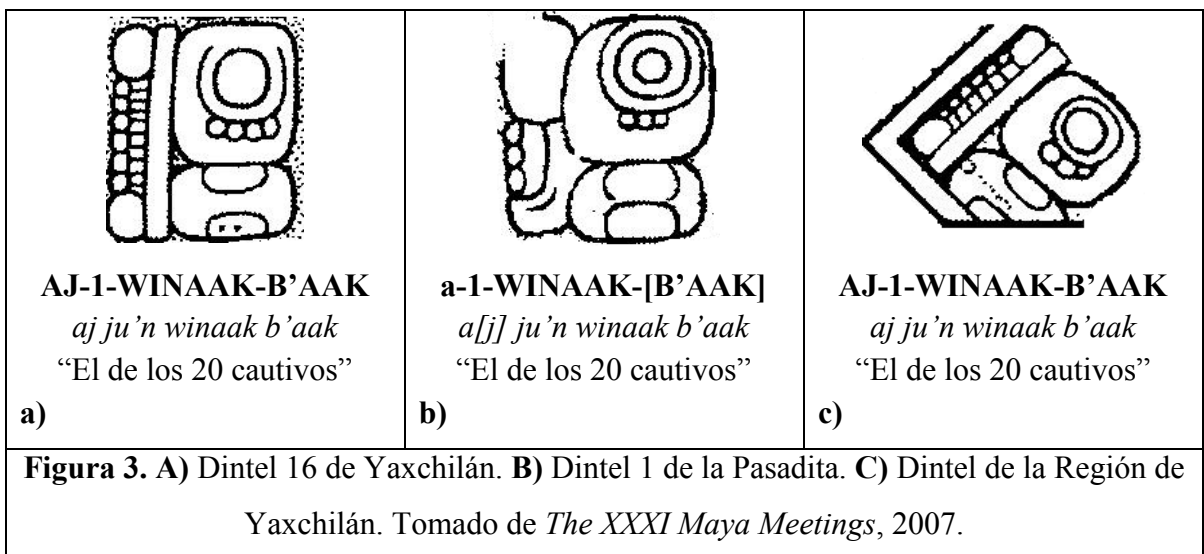 AJ-1-WINAAK-B’AAK
aj ju’n winaak b’aak
“El de los 20 cautivos”
a)
a-1-WINAAK-[B’AAK]
a[j] ju’n winaak b’aak
“El de los 20 cautivos”
b)
AJ-1-WINAAK-B’AAK
aj ju’n winaak b’aak
“El de los 20 cautivos”
c)
Figura 3. A) Dintel 16 de Yaxchilán. B) Dintel 1 de la Pasadita. C) Dintel de la Región de
Yaxchilán. Tomado de The XXXI Maya Meetings, 2007.